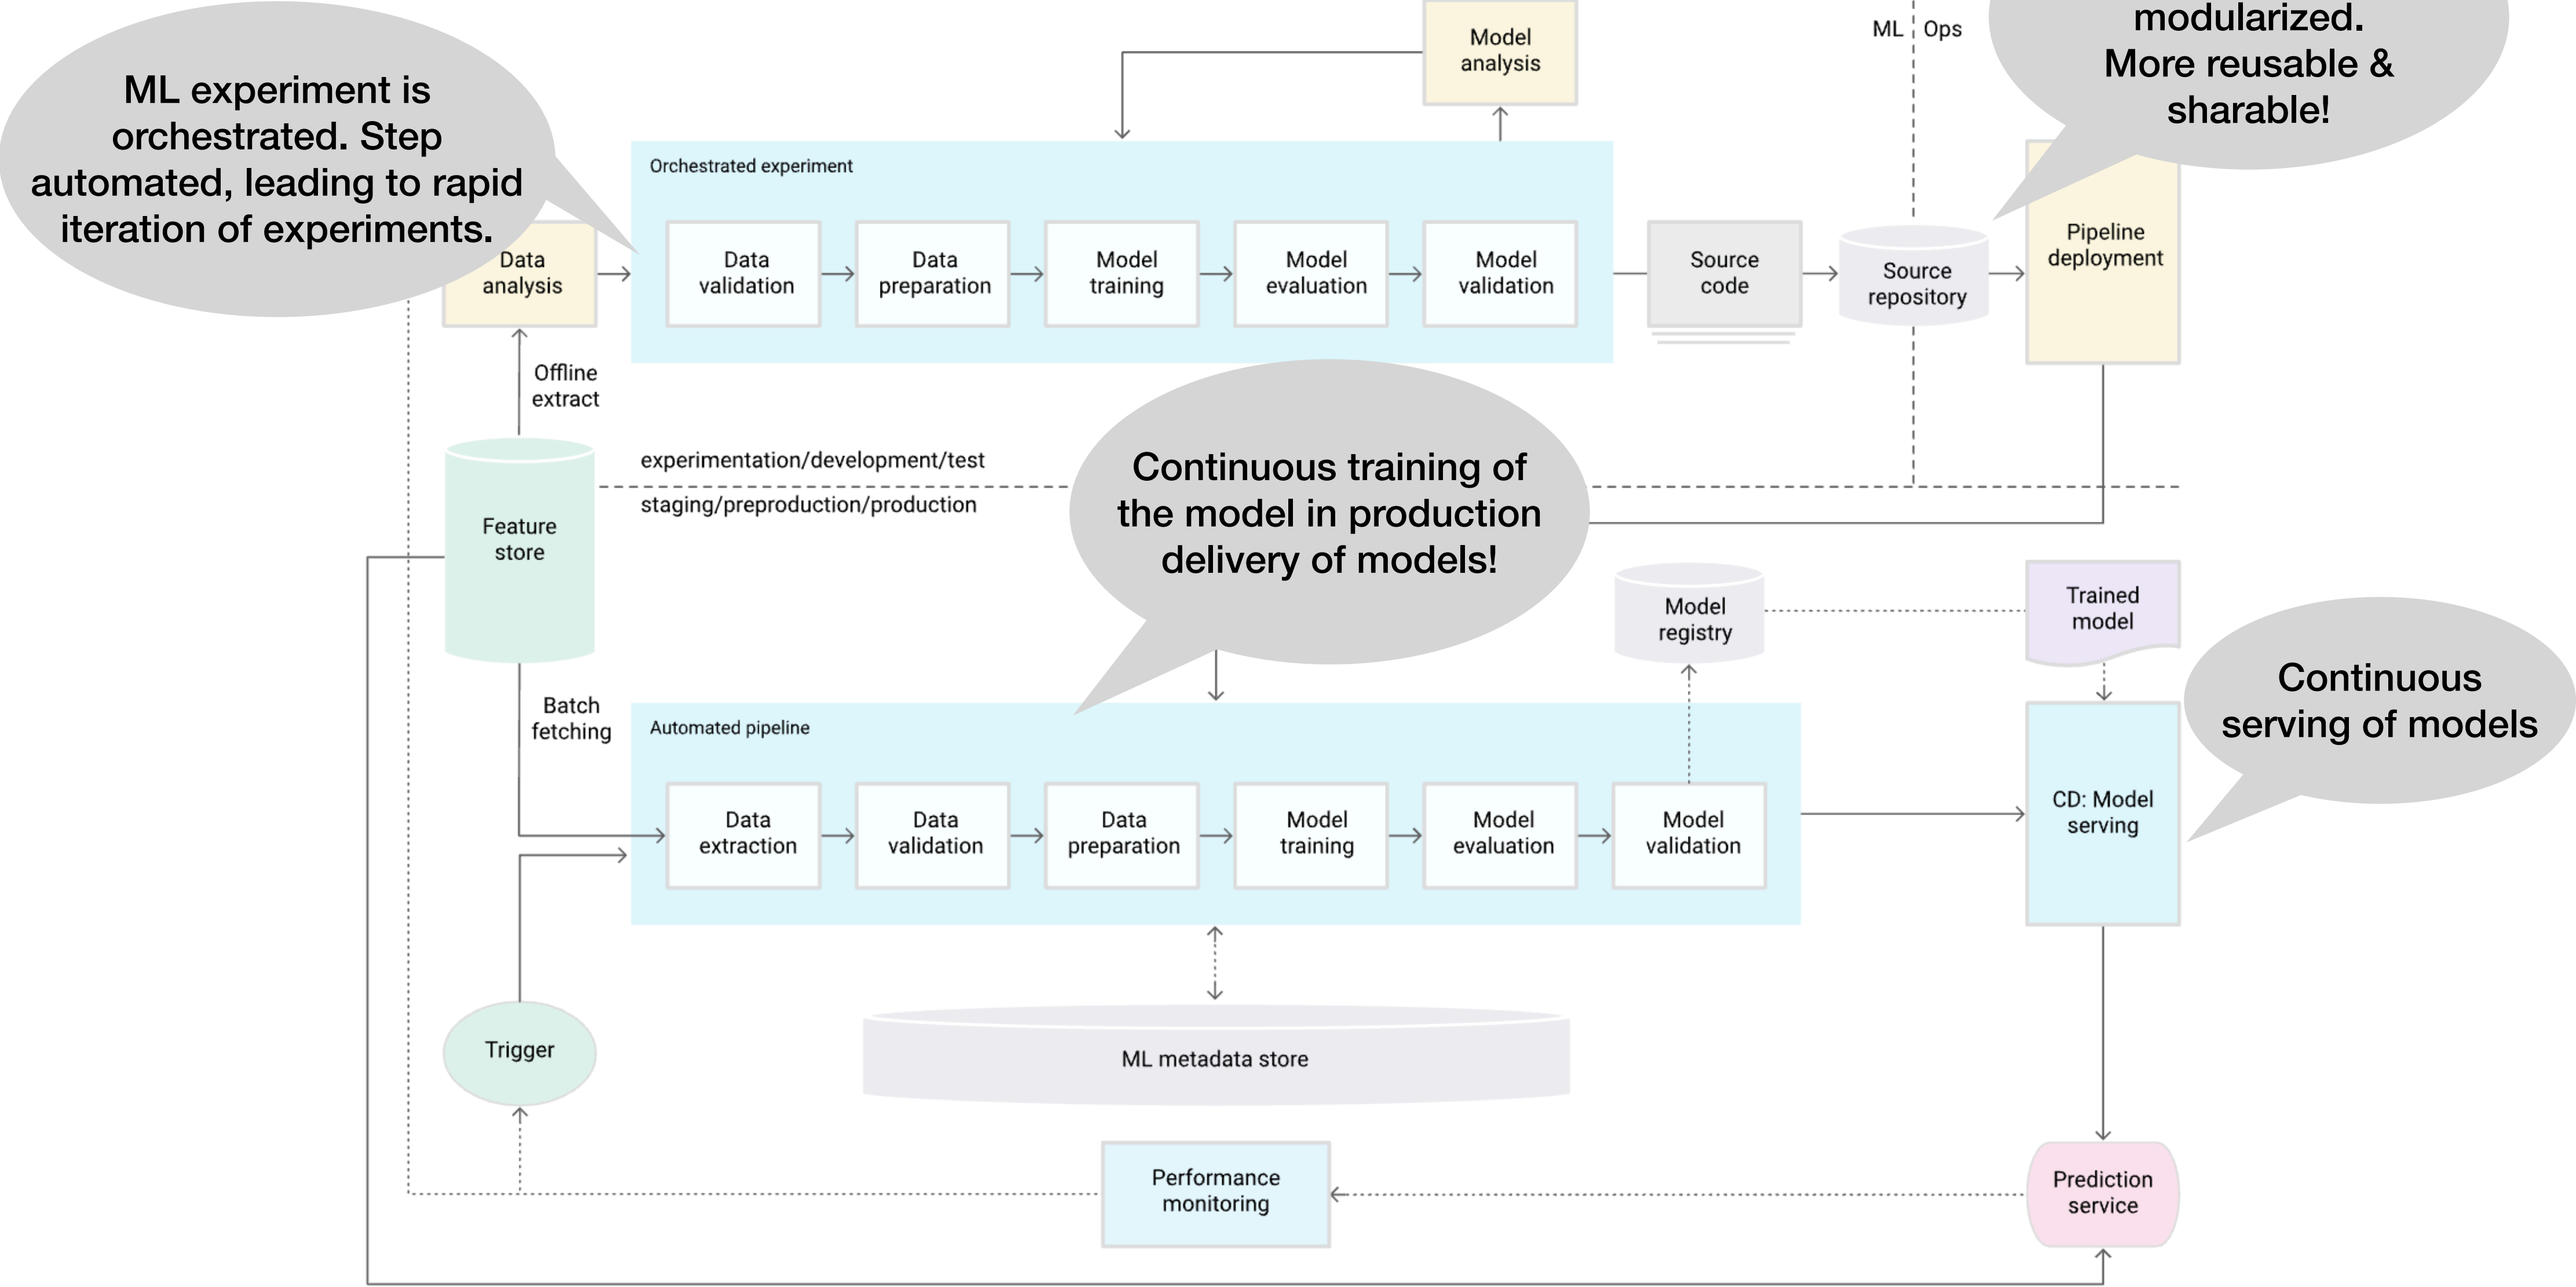 modularized.
More reusable &
sharable!
ML
Ops
Model
analysis
ML experiment is
orchestrated. Step
automated, leading to rapid
iteration of experiments.
Orchestrated experiment
Data
analysis
Data
validation
Data
preparation
Model
training
Model
evaluation
Model
validation
Source
code
Source
repository
Pipeline
deployment
Offline
extract
experimentation/development/test
staging/preproduction/production
Continuous training of
the model in production
delivery of models!
Feature
store
Model
registry
Trained
model
Continuous
serving of models
Batch
fetching
Automated pipeline
Data
extraction
Data
validation
Data
preparation
Model
training
Model
evaluation
Model
validation
CD: Model
serving
Trigger
ML metadata store
Performance
monitoring
Prediction
service